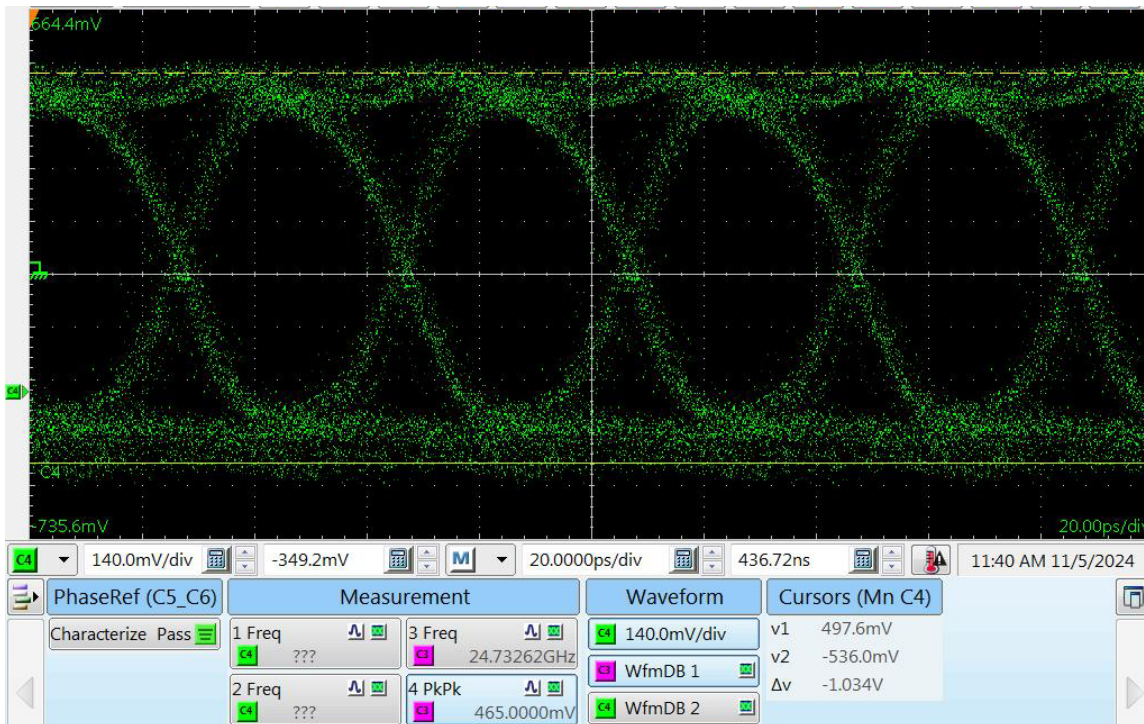 664.4mV
C4
C4
-735.6mV
20.00ps/div
C4 140.0mV/div -349.2mV M 20.0000ps/div 436.72ns 11:40 AM 11/5/2024
PhaseRef (C5_C6) Measurement Waveform Cursors (Mn C4)
Characterize Pass
1 Freq
C4 ???
3 Freq
C3 24.73262GHz
2 Freq
C4 ???
4 PkPk
C3 465.0000mV
C4 140.0mV/div
C3 WfmDB 1
C4 WfmDB 2
v1 497.6mV
v2 -536.0mV
Δv -1.034V